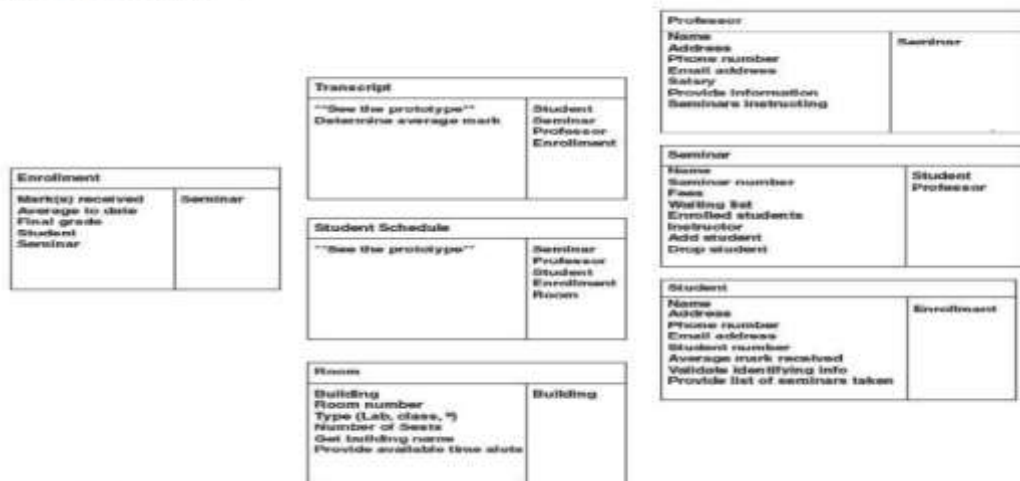 Enrollment
Mark(s) received
Average to date
Final grade
Student
Seminar
Seminar
Transcript
**See the prototype**
Determine average mark
Student
Seminar
Professor
Enrollment
Student Schedule
**See the prototype**
Seminar
Professor
Student
Enrollment
Room
Room
Building
Room number
Type (Lab, class, *)
Number of Seats
Get building name
Provide available time slots
Building
Professor
Name
Address
Phone number
Email address
Salary
Provide information
Seminars instructing
Seminar
Seminar
Name
Seminar number
Fees
Waiting list
Enrolled students
Instructor
Add student
Drop student
Student
Professor
Student
Name
Address
Phone number
Email address
Student number
Average mark received
Validate identifying info
Provide list of seminars taken
Enrollment